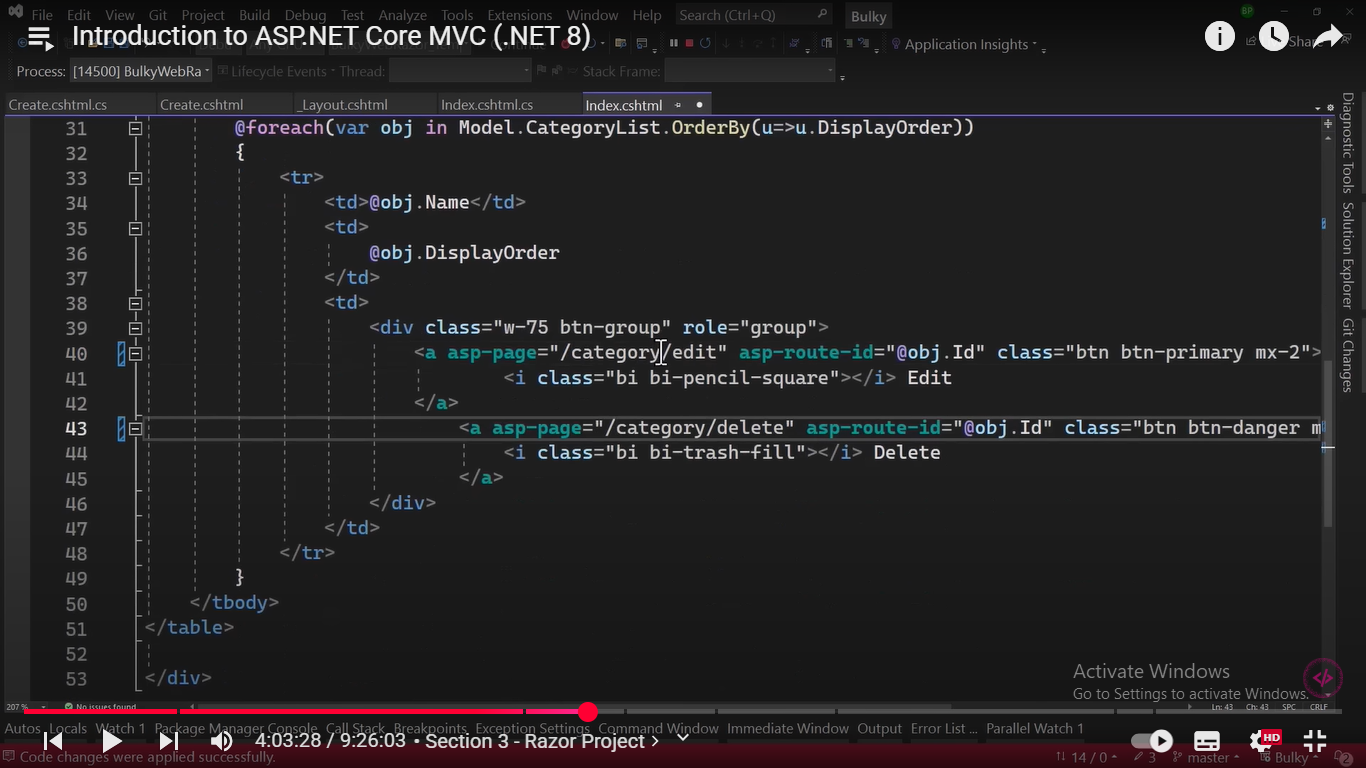 File Edit View Git Project Build Debug Test Analyze Tools Extensions Window Help Search (Ctrl+Q) Bulky
Introduction to ASP.NET Core MVC (.NET 8)
Application Insights
Process: [14500] BulkyWebRa Lifecycle Events Thread: Stack Frame:
Create.cshtml.cs Create.cshtml _Layout.cshtml Index.cshtml.cs Index.cshtml
31 @foreach(var obj in Model.CategoryList.OrderBy(u=>u.DisplayOrder))
32 {
33 <tr>
34 <td>@obj.Name</td>
35 <td>
36 @obj.DisplayOrder
37 </td>
38 <td>
39 <div class="w-75 btn-group" role="group">
40 <a asp-page="/category/edit" asp-route-id="@obj.Id" class="btn btn-primary mx-2">
41 <i class="bi bi-pencil-square"></i> Edit
42 </a>
43 <a asp-page="/category/delete" asp-route-id="@obj.Id" class="btn btn-danger m
44 <i class="bi bi-trash-fill"></i> Delete
45 </a>
46 </div>
47 </td>
48 </tr>
49 }
50 </tbody>
51 </table>
52
53 </div>
Diagnostic Tools
Solution Explorer
Git Changes
Activate Windows
Go to Settings to activate Windows.
207 % No issues found Ln: 43 Ch: 43 SPC CRLF
Autos Locals Watch 1 Package Manager Console Call Stack Breakpoints Exception Settings Command Window Immediate Window Output Error List ... Parallel Watch 1
4:03:28 / 9:26:03 • Section 3 - Razor Project HD
Code changes were applied successfully. 14 / 0 3 master Bulky 2